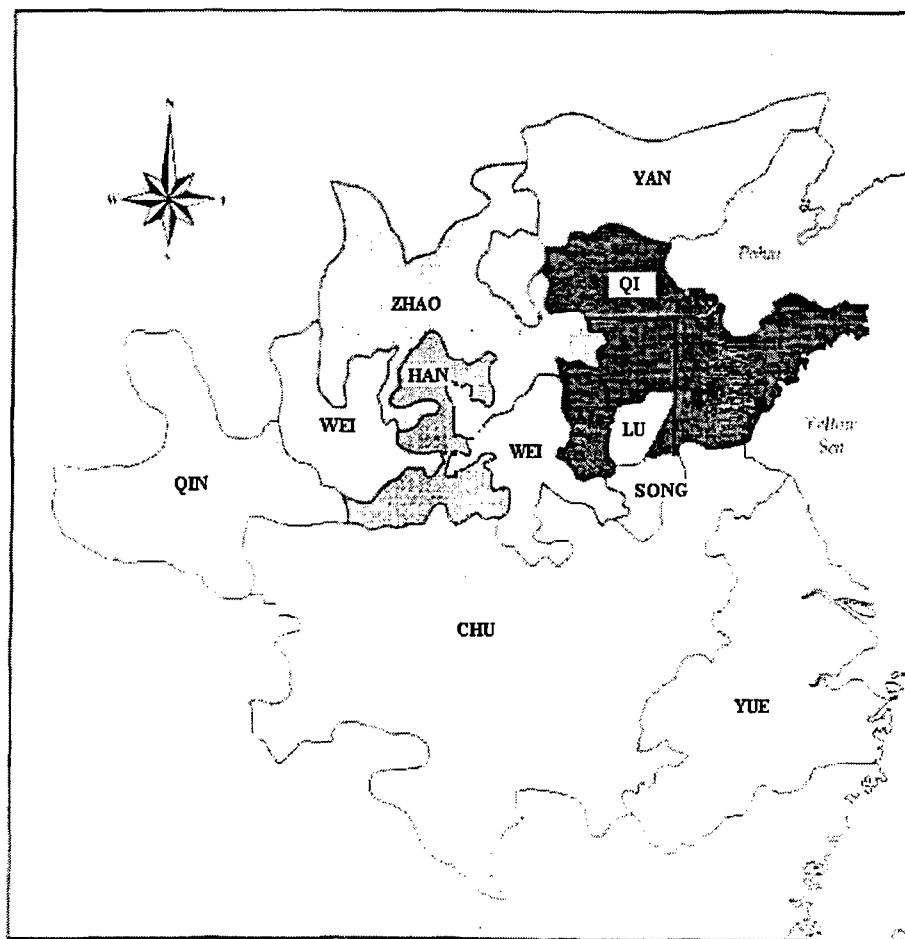 N
W
YAN
Bohai
QI
ZHAO
HAN
WEI
LU
Yellow
Sea
WEI
QIN
SONG
CHU
YUE